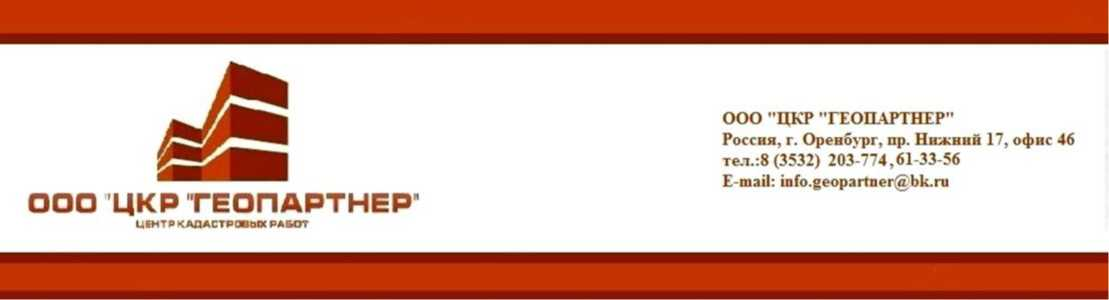 ООО "ЦКР "ГЕОПАРТНЕР"
ЦЕНТР КАДАСТРОВЫХ РАБОТ
ООО "ЦКР "ГЕОПАРТНЕР"
Россия, г. Оренбург, пр. Нижний 17, офис 46
тел.:8 (3532) 203-774, 61-33-56
E-mail: info.geopartner@bk.ru